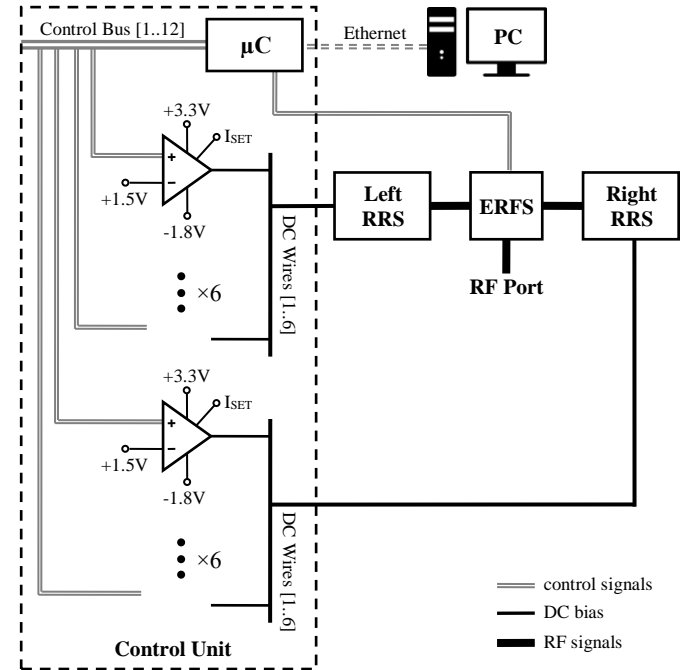 Control Bus [1..12]
µC
Ethernet
PC
+3.3V
ISET
+
−
+1.5V
-1.8V
×6
DC Wires [1..6]
Left
RRS
ERFS
Right
RRS
RF Port
+3.3V
ISET
+
−
+1.5V
-1.8V
×6
DC Wires [1..6]
Control Unit
control signals
DC bias
RF signals